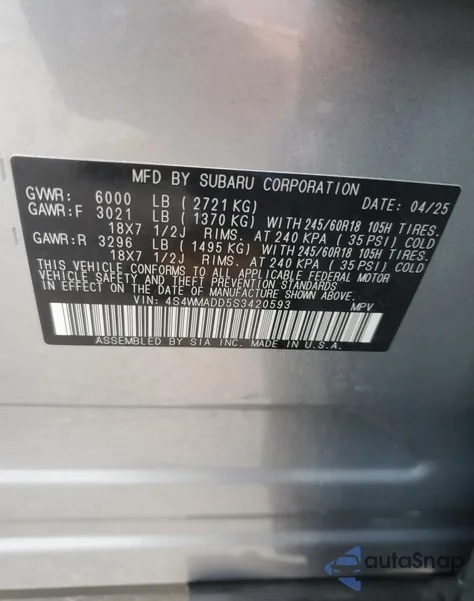 MFD BY SUBARU CORPORATION DATE: 04/25
GVWR: 6000 LB (2721 KG)
GAWR:F 3021 LB (1370 KG) WITH 245/60R18 105H TIRES.
18X7 1/2J RIMS. AT 240 KPA (35 PSI) COLD
GAWR:R 3296 LB (1495 KG) WITH 245/60R18 105H TIRES.
18X7 1/2J RIMS. AT 240 KPA (35 PSI) COLD
THIS VEHICLE CONFORMS TO ALL APPLICABLE FEDERAL MOTOR
VEHICLE SAFETY AND THEFT PREVENTION STANDARDS
IN EFFECT ON THE DATE OF MANUFACTURE SHOWN ABOVE.
VIN: 4S4WMADD5S3420593 MPV
ASSEMBLED BY SIA INC. MADE IN U.S.A.
autoSnap